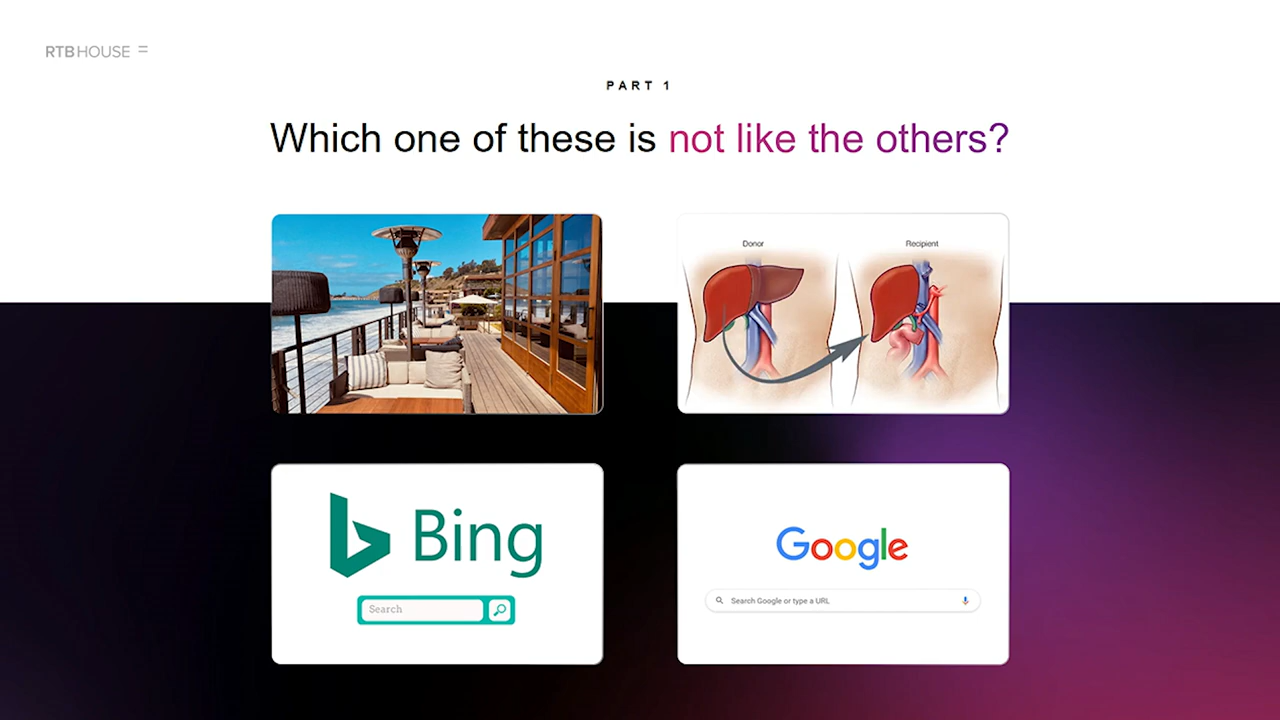 RTBHOUSE =
PART 1
Which one of these is not like the others?
Donor
Recipient
Bing
Search
Google
Search Google or type a URL